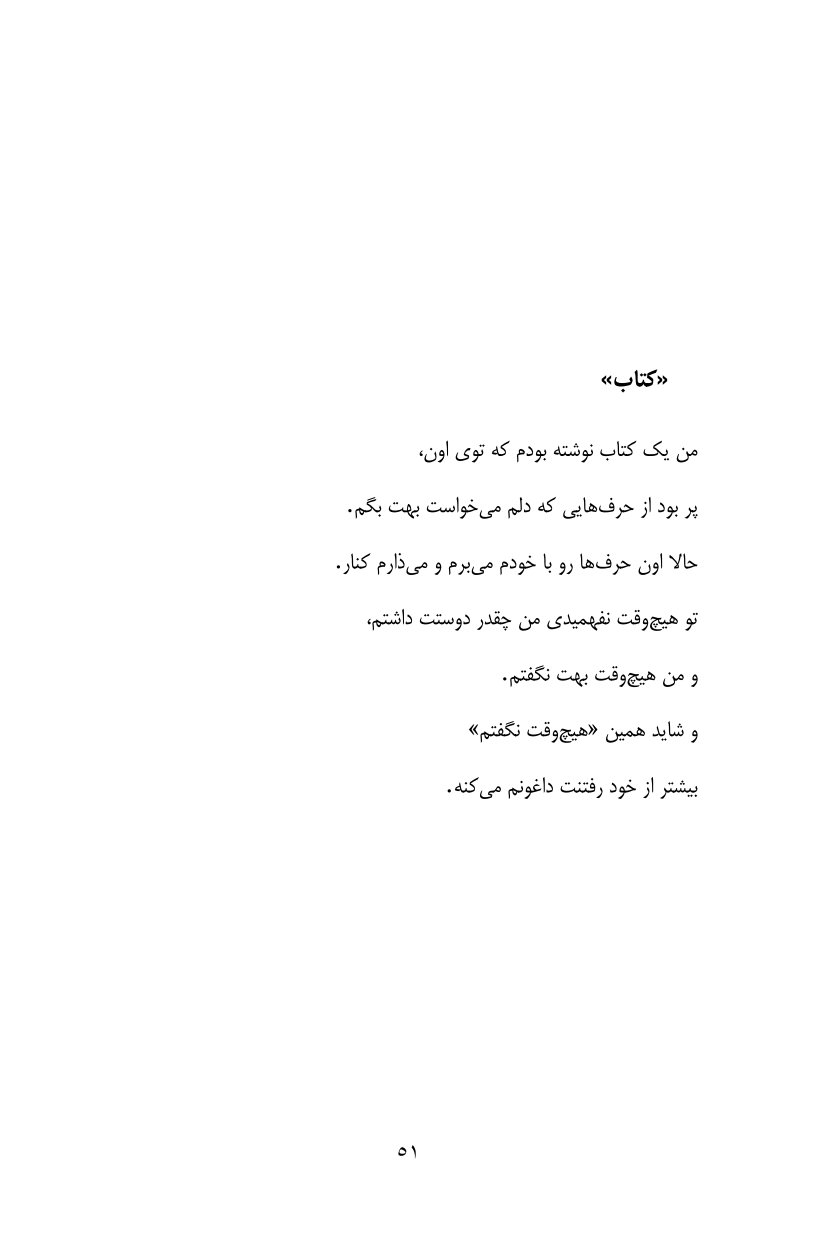 «کتاب»
من یک کتاب نوشته بودم که توی اون،
پر بود از حرف‌هایی که دلم می‌خواست بهت بگم.
حالا اون حرف‌ها رو با خودم می‌برم و می‌ذارم کنار.
تو هیچ‌وقت نفهمیدی من چقدر دوستت داشتم،
و من هیچ‌وقت بهت نگفتم.
و شاید همین «هیچ‌وقت نگفتم»
بیشتر از خود رفتنت داغونم می‌کنه.
۵۱